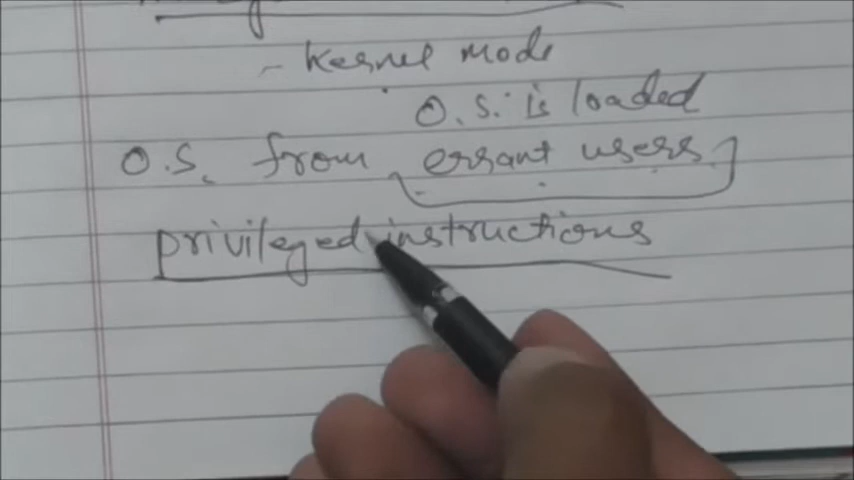 - Kernel mode
O.S. is loaded
O.S. from errant users
privileged instructions